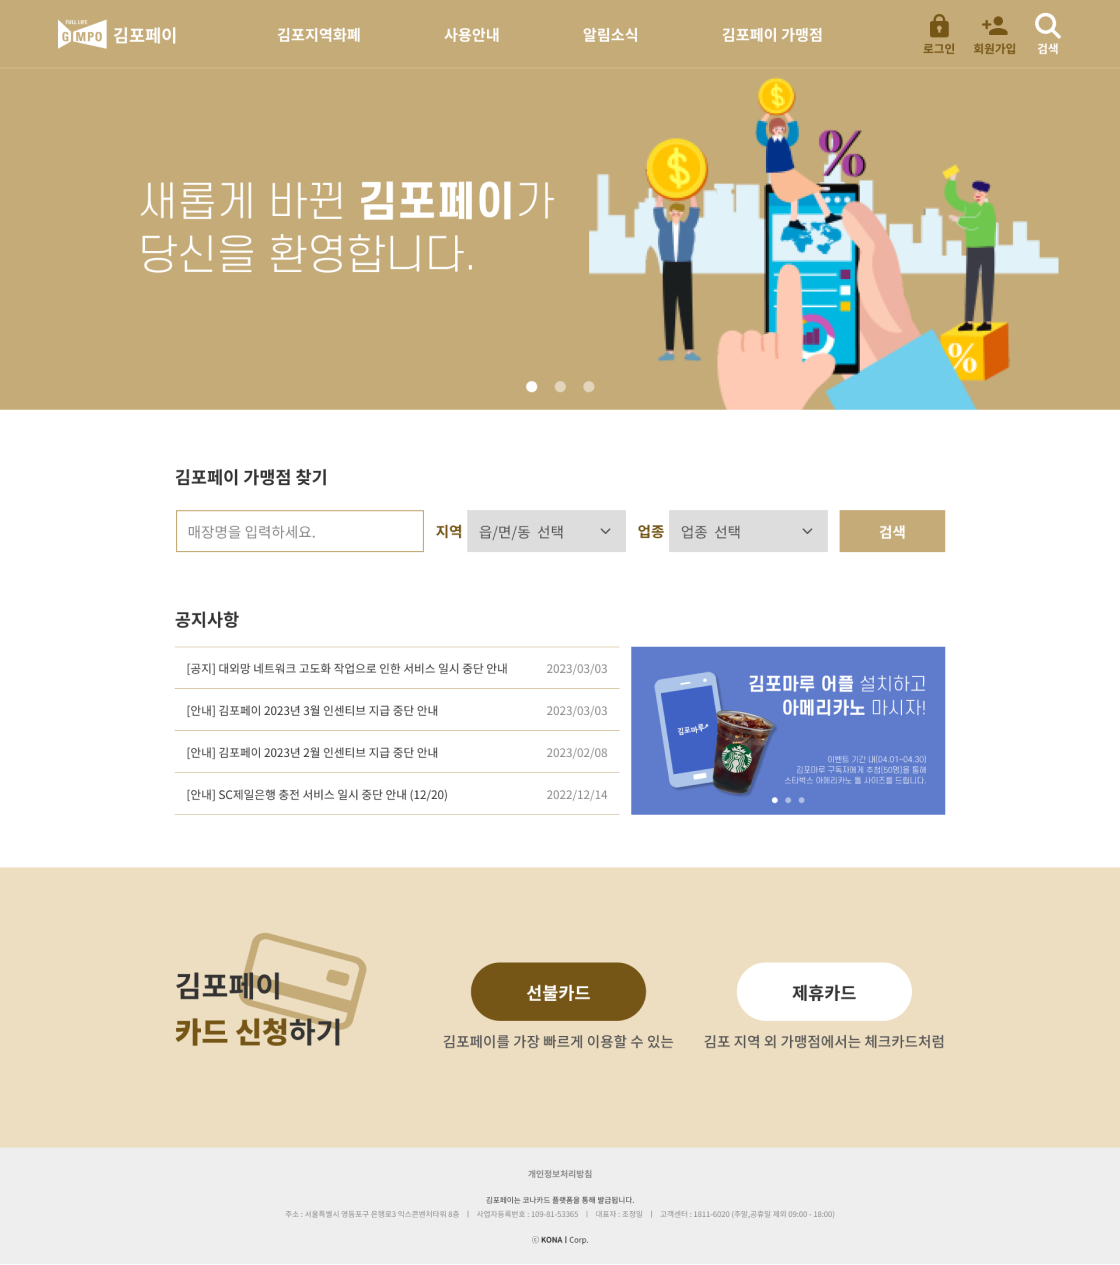 FULL LIFE
GIMPO 김포페이
김포지역화폐
사용안내
알림소식
김포페이 가맹점
로그인
회원가입
검색
새롭게 바뀐 김포페이가
당신을 환영합니다.
$
$
%
%
김포페이 가맹점 찾기
매장명을 입력하세요.
지역
읍/면/동 선택
업종
업종 선택
검색
공지사항
[공지] 대외망 네트워크 고도화 작업으로 인한 서비스 일시 중단 안내 2023/03/03
[안내] 김포페이 2023년 3월 인센티브 지급 중단 안내 2023/03/03
[안내] 김포페이 2023년 2월 인센티브 지급 중단 안내 2023/02/08
[안내] SC제일은행 충전 서비스 일시 중단 안내 (12/20) 2022/12/14
김포마루 어플 설치하고
아메리카노 마시자!
김포마루
이벤트 기간 내(04.01~04.30)
김포마루 구독자에게 추첨(50명)을 통해
스타벅스 아메리카노 톨 사이즈를 드립니다.
김포페이
카드 신청하기
선불카드
김포페이를 가장 빠르게 이용할 수 있는
제휴카드
김포 지역 외 가맹점에서는 체크카드처럼
개인정보처리방침
김포페이는 코나카드 플랫폼을 통해 발급됩니다.
주소 : 서울특별시 영등포구 은행로3 익스콘벤처타워 8층 | 사업자등록번호 : 109-81-53365 | 대표자 : 조정일 | 고객센터 : 1811-6020 (주말,공휴일 제외 09:00 - 18:00)
ⓒ KONA I Corp.